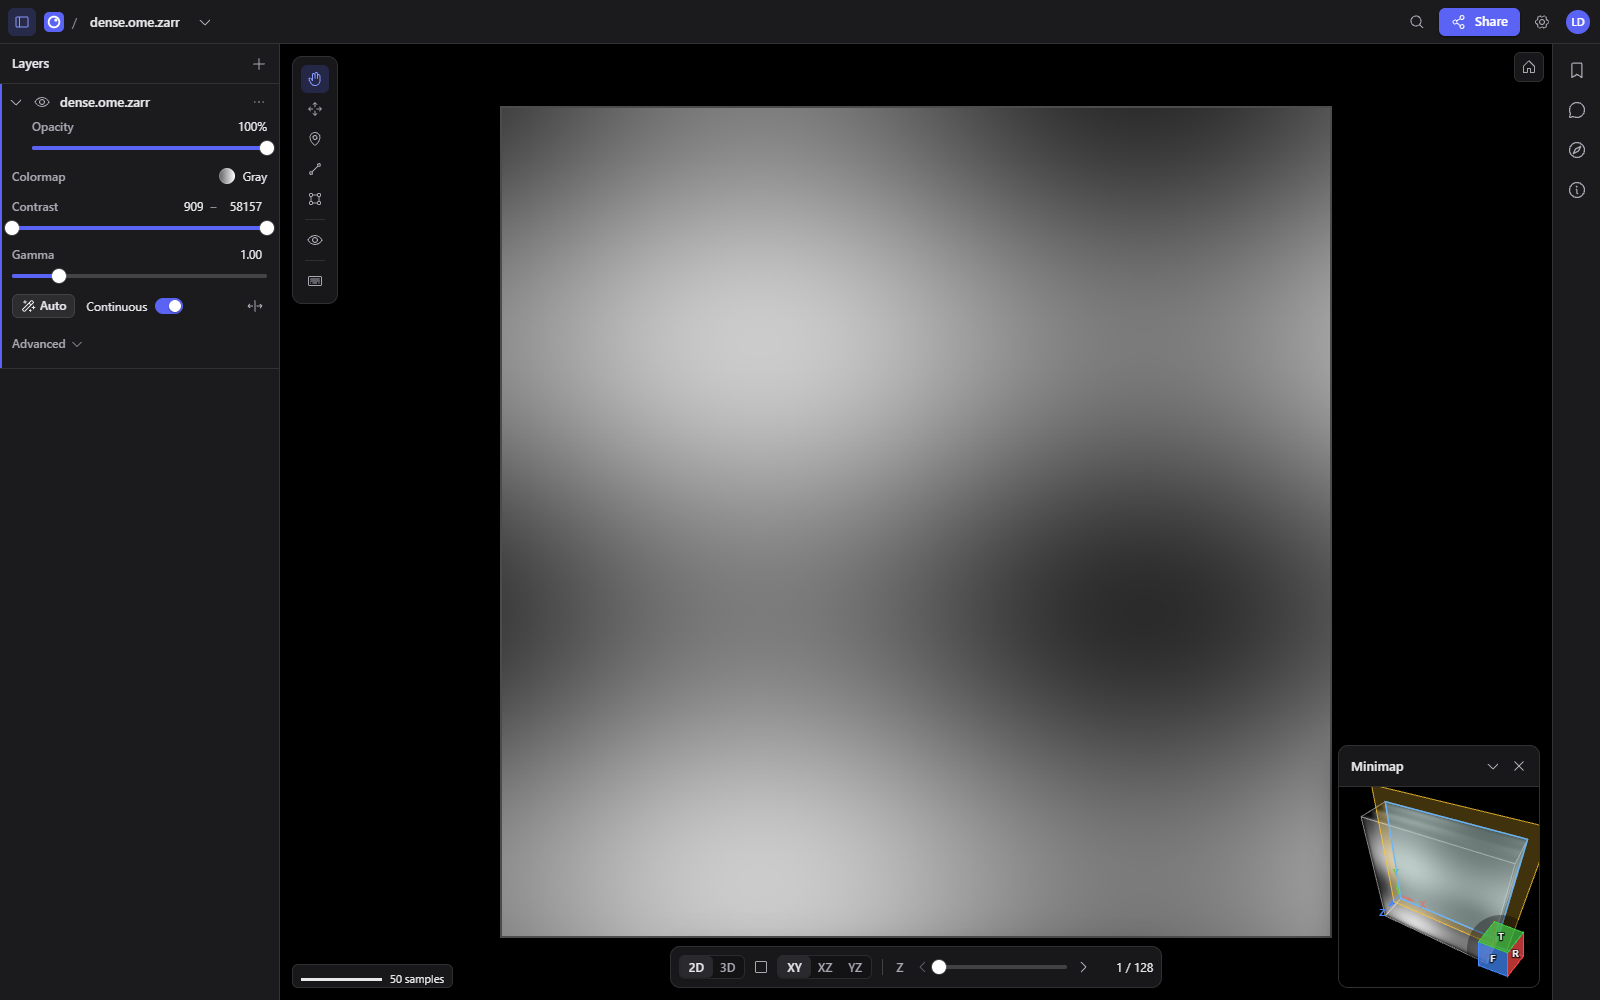 / dense.ome.zarr
Share
LD
Layers
dense.ome.zarr
Opacity 100%
Colormap Gray
Contrast 909 – 58157
Gamma 1.00
Auto Continuous
Advanced
Minimap
Z
T
F R
50 samples
2D 3D XY XZ YZ Z 1 / 128